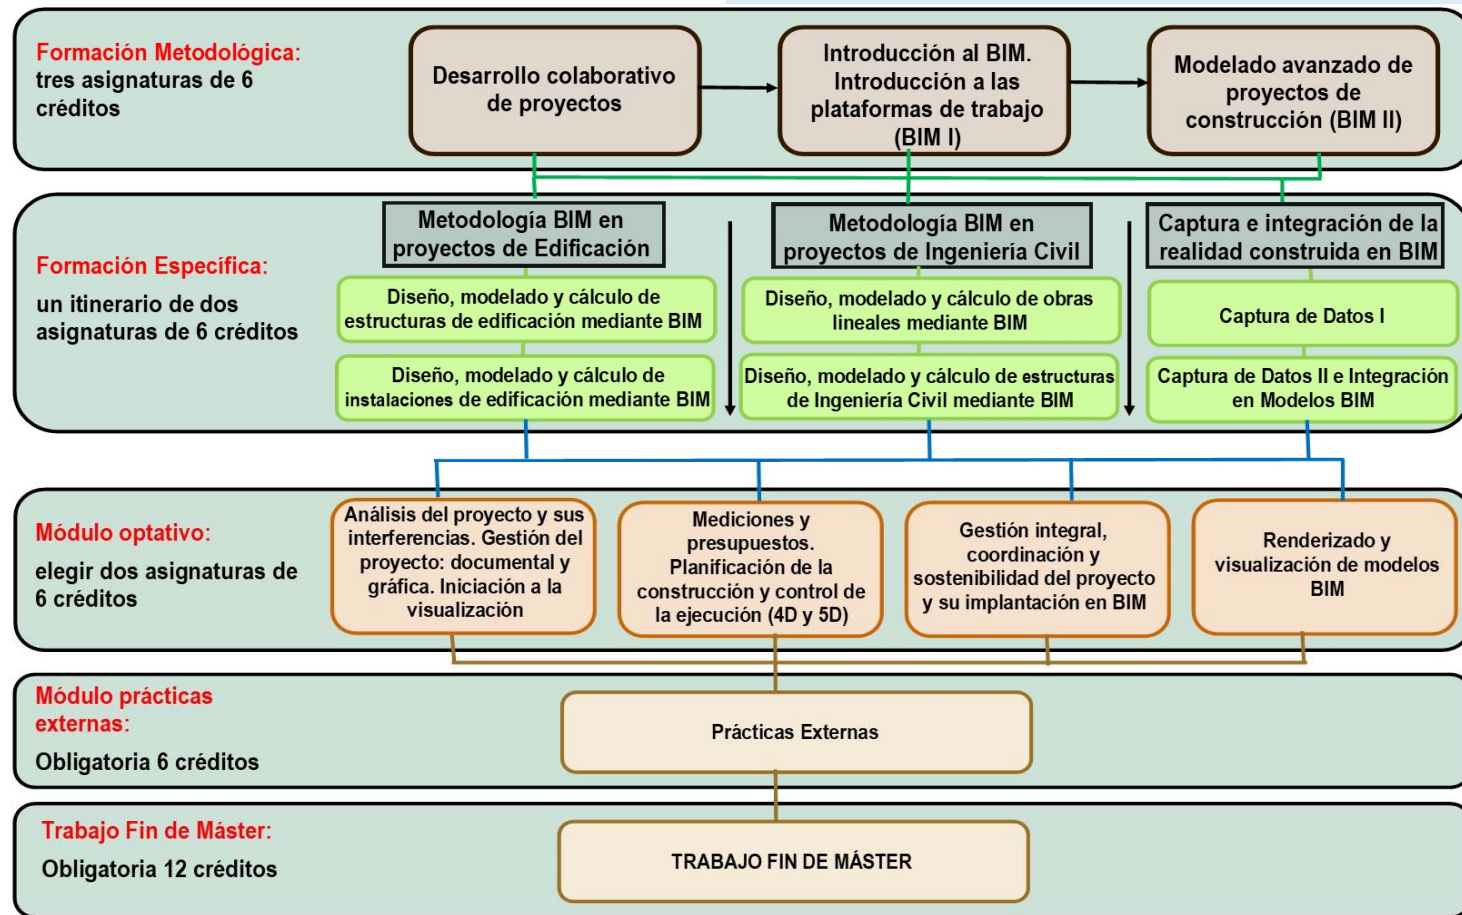 Formación Metodológica:
tres asignaturas de 6
créditos
Desarrollo colaborativo
de proyectos
Introducción al BIM.
Introducción a las
plataformas de trabajo
(BIM I)
Modelado avanzado de
proyectos de
construcción (BIM II)
Formación Específica:
un itinerario de dos
asignaturas de 6 créditos
Metodología BIM en
proyectos de Edificación
Diseño, modelado y cálculo de
estructuras de edificación mediante BIM
Diseño, modelado y cálculo de
instalaciones de edificación mediante BIM
Metodología BIM en
proyectos de Ingeniería Civil
Diseño, modelado y cálculo de obras
lineales mediante BIM
Diseño, modelado y cálculo de estructuras
de Ingeniería Civil mediante BIM
Captura e integración de la
realidad construida en BIM
Captura de Datos I
Captura de Datos II e Integración
en Modelos BIM
Módulo optativo:
elegir dos asignaturas de
6 créditos
Análisis del proyecto y sus
interferencias. Gestión del
proyecto: documental y
gráfica. Iniciación a la
visualización
Mediciones y
presupuestos.
Planificación de la
construcción y control de
la ejecución (4D y 5D)
Gestión integral,
coordinación y
sostenibilidad del proyecto
y su implantación en BIM
Renderizado y
visualización de modelos
BIM
Módulo prácticas
externas:
Obligatoria 6 créditos
Prácticas Externas
Trabajo Fin de Máster:
Obligatoria 12 créditos
TRABAJO FIN DE MÁSTER